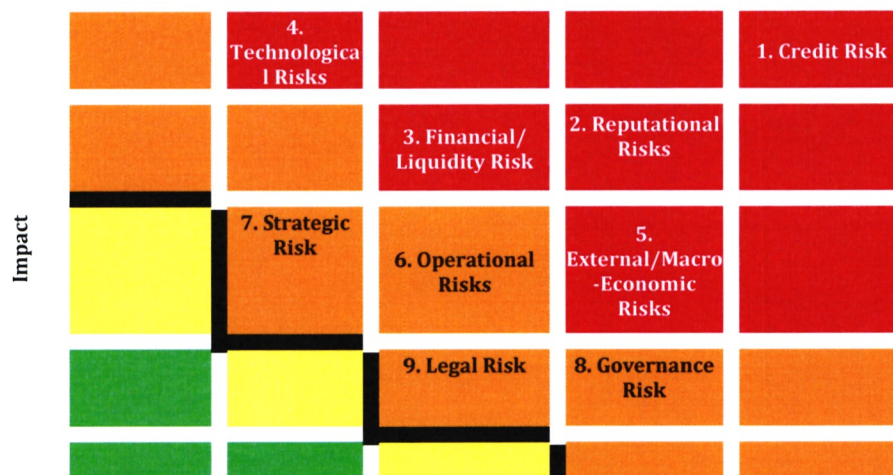 4.
Technologica
l Risks
1. Credit Risk
3. Financial/
Liquidity Risk
2. Reputational
Risks
Impact
7. Strategic
Risk
6. Operational
Risks
5.
External/Macro
-Economic
Risks
9. Legal Risk
8. Governance
Risk